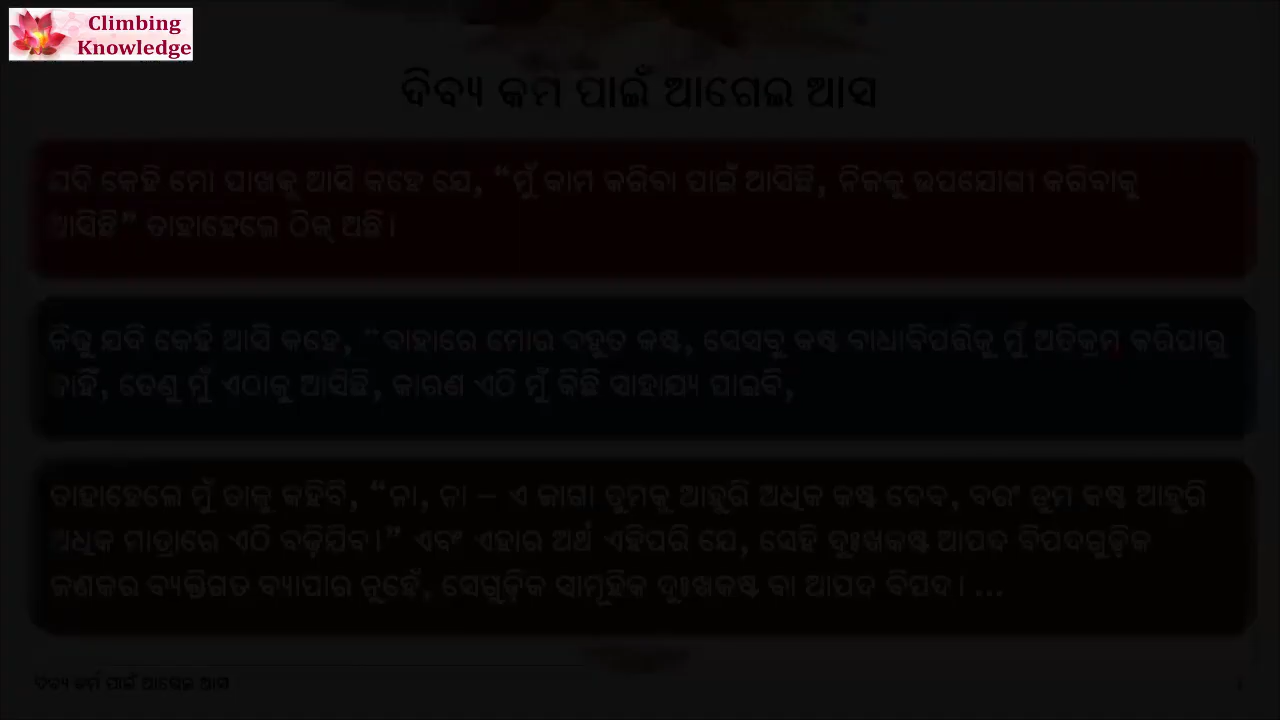 Climbing
Knowledge
ଦିବ୍ୟ କର୍ମ ପାଇଁ ଆଗେଇ ଆସ
ଯଦି କେହି ମୋ ପାଖକୁ ଆସି କହେ ଯେ, “ମୁଁ କାମ କରିବା ପାଇଁ ଆସିଛି, ନିଜକୁ ଉପଯୋଗୀ କରିବାକୁ
ଆସିଛି” ତାହାହେଲେ ଠିକ୍ ଅଛି।
କିନ୍ତୁ ଯଦି କେହି ଆସି କହେ, “ବାହାରେ ମୋର ବହୁତ କଷ୍ଟ, ସେସବୁ କଷ୍ଟ ବାଧାବିପତ୍ତିକୁ ମୁଁ ଅତିକ୍ରମ କରିପାରୁ
ନାହିଁ, ତେଣୁ ମୁଁ ଏଠାକୁ ଆସିଛି, କାରଣ ଏଠି ମୁଁ କିଛି ସାହାଯ୍ୟ ପାଇବି,
ତାହାହେଲେ ମୁଁ ତାକୁ କହିବି, “ନା, ନା – ଏ ଜାଗା ତୁମକୁ ଆହୁରି ଅଧିକ କଷ୍ଟ ଦେବ, ବରଂ ତୁମ କଷ୍ଟ ଆହୁରି
ଅଧିକ ମାତ୍ରାରେ ଏଠି ବଢ଼ିଯିବ।” ଏବଂ ଏହାର ଅର୍ଥ ଏହିପରି ଯେ, ସେହି ଦୁଃଖକଷ୍ଟ ଆପଦ ବିପଦଗୁଡ଼ିକ
ଜଣକର ବ୍ୟକ୍ତିଗତ ବ୍ୟାପାର ନୁହେଁ, ସେଗୁଡ଼ିକ ସାମୂହିକ ଦୁଃଖକଷ୍ଟ ବା ଆପଦ ବିପଦ। ...
ଦିବ୍ୟ କର୍ମ ପାଇଁ ଆଗେଇ ଆସ